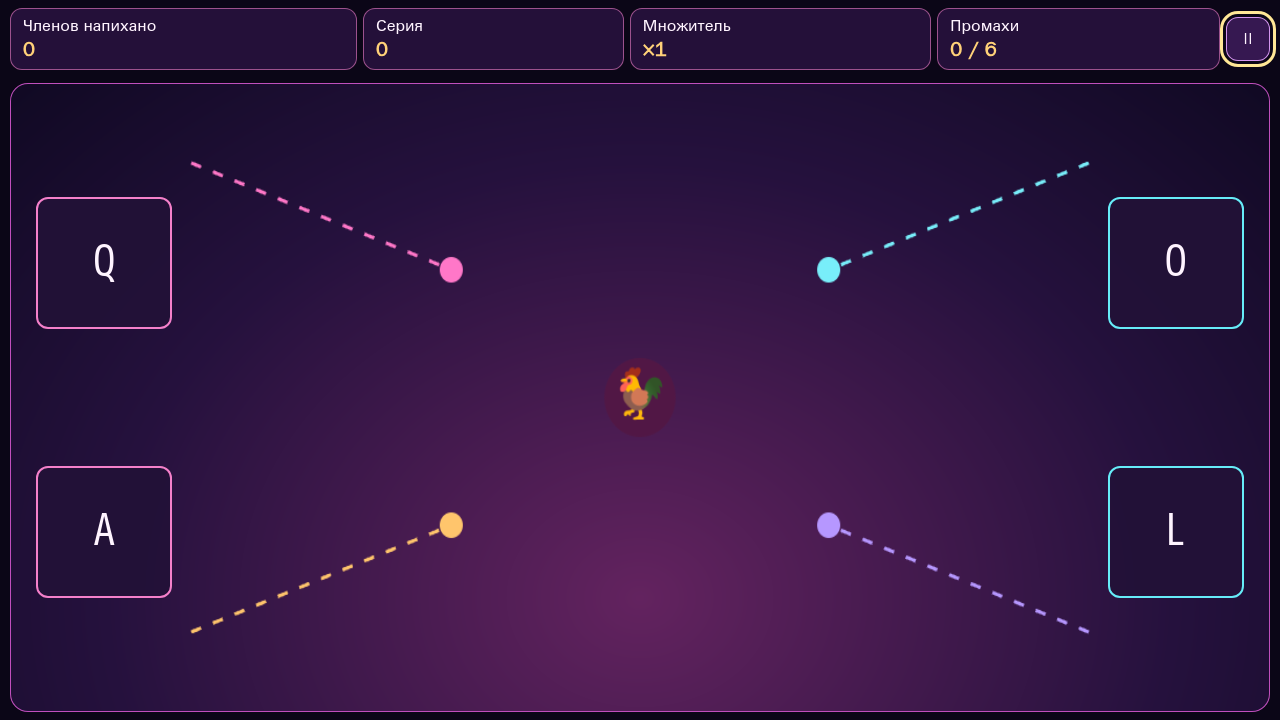 Членов напихано
0
Серия
0
Множитель
×1
Промахи
0 / 6
II
Q
O
A
L